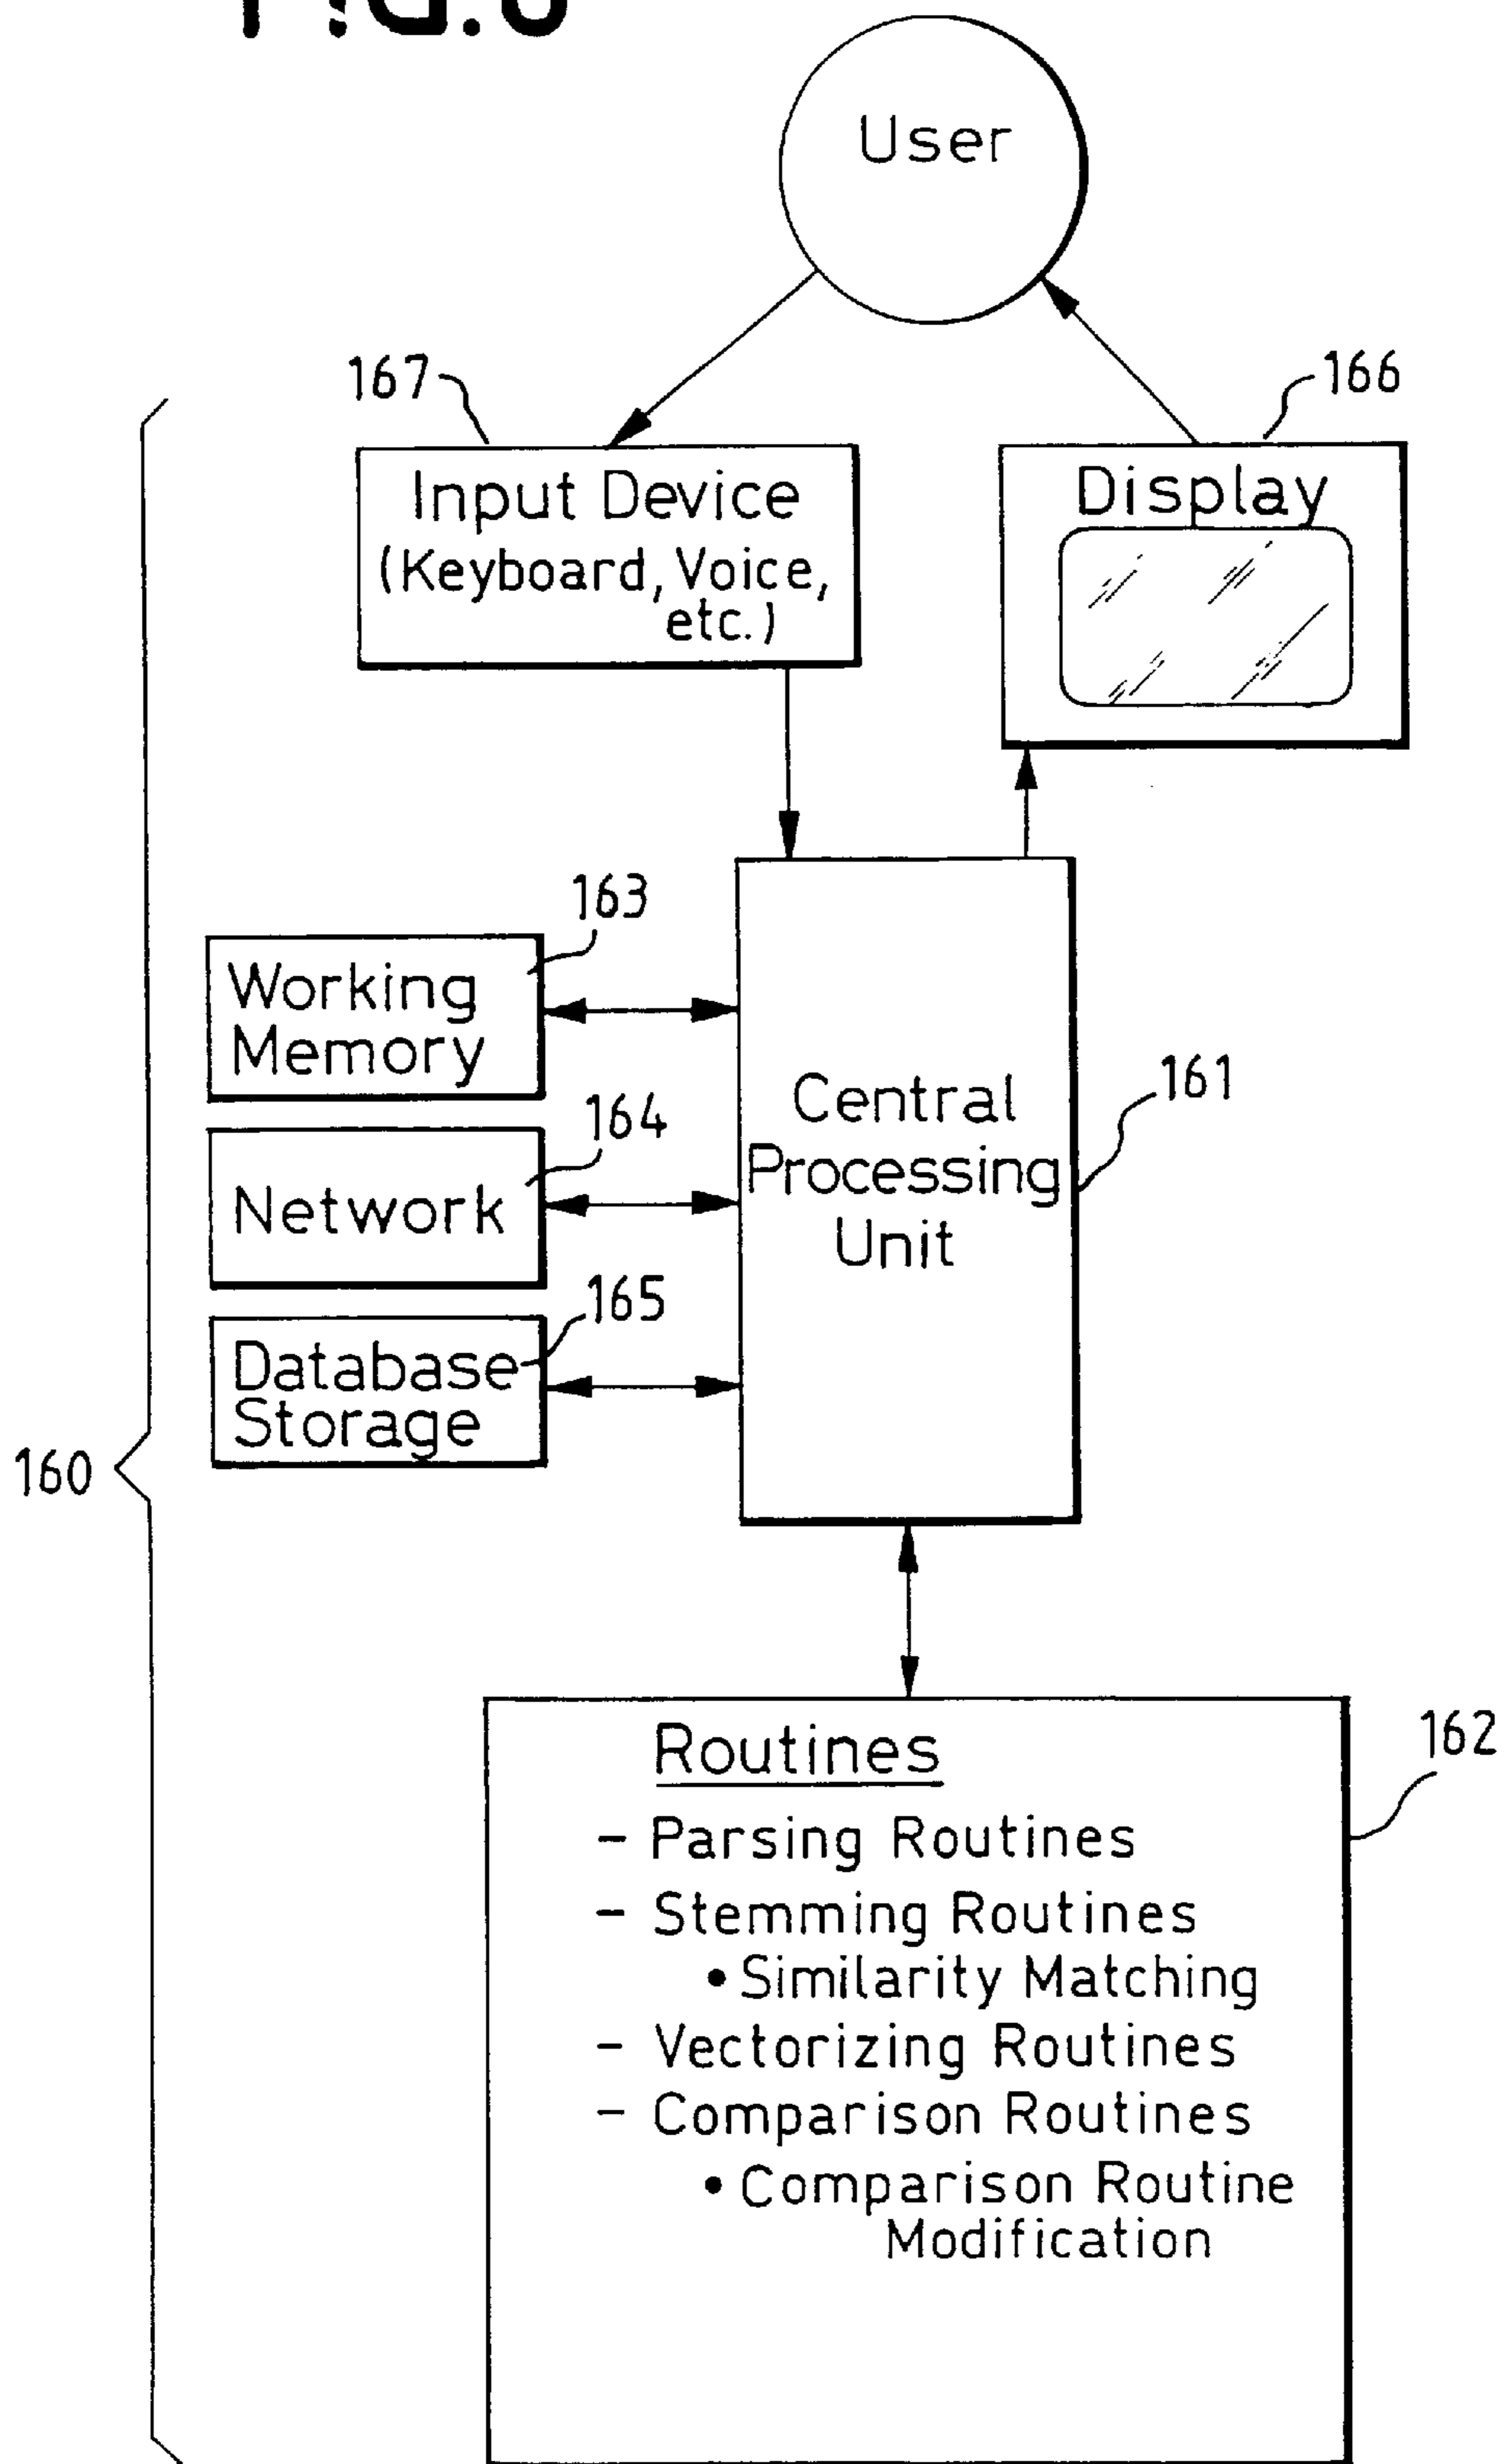 User
167
166
Input Device
(Keyboard, Voice,
etc.)
Display
163
Working
Memory
164
Network
165
Database
Storage
Central
Processing
Unit
161
160
162
Routines
- Parsing Routines
- Stemming Routines
• Similarity Matching
- Vectorizing Routines
- Comparison Routines
• Comparison Routine
Modification